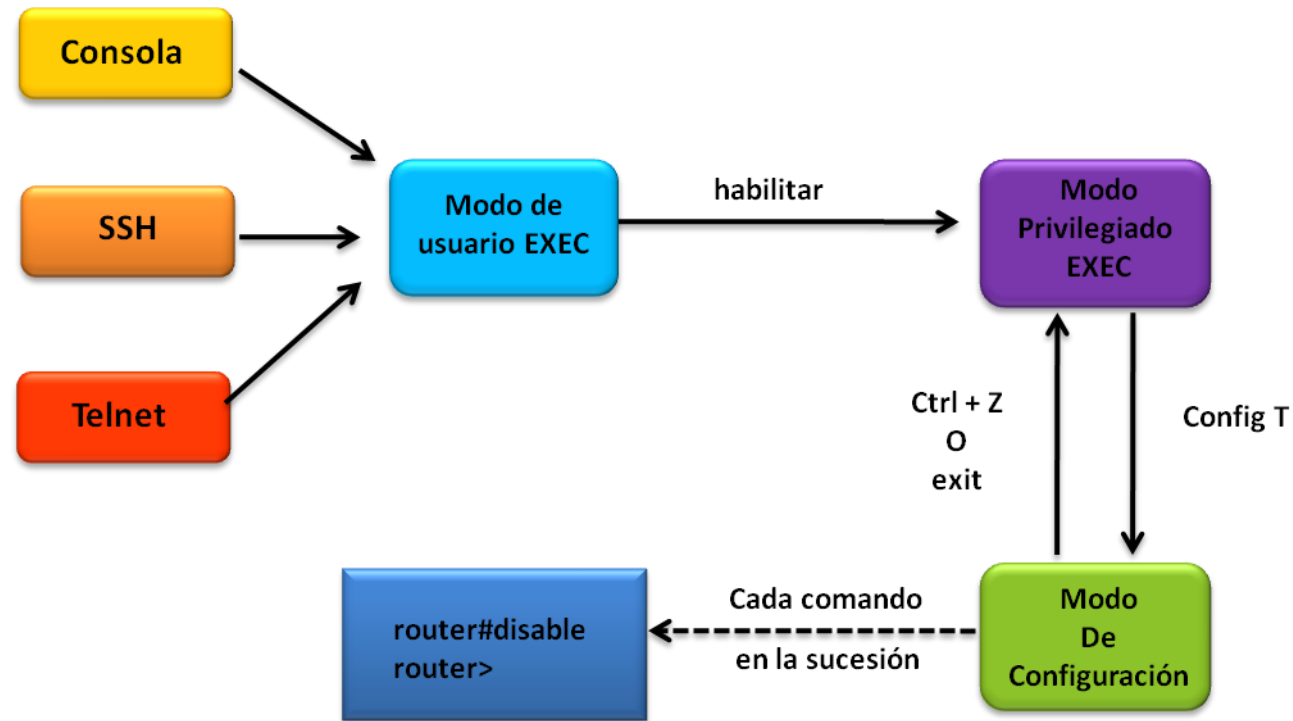 Consola
SSH
Telnet
Modo de
usuario EXEC
habilitar
Modo
Privilegiado
EXEC
Ctrl + Z
O
exit
Config T
Modo
De
Configuración
Cada comando
en la sucesión
router#disable
router>